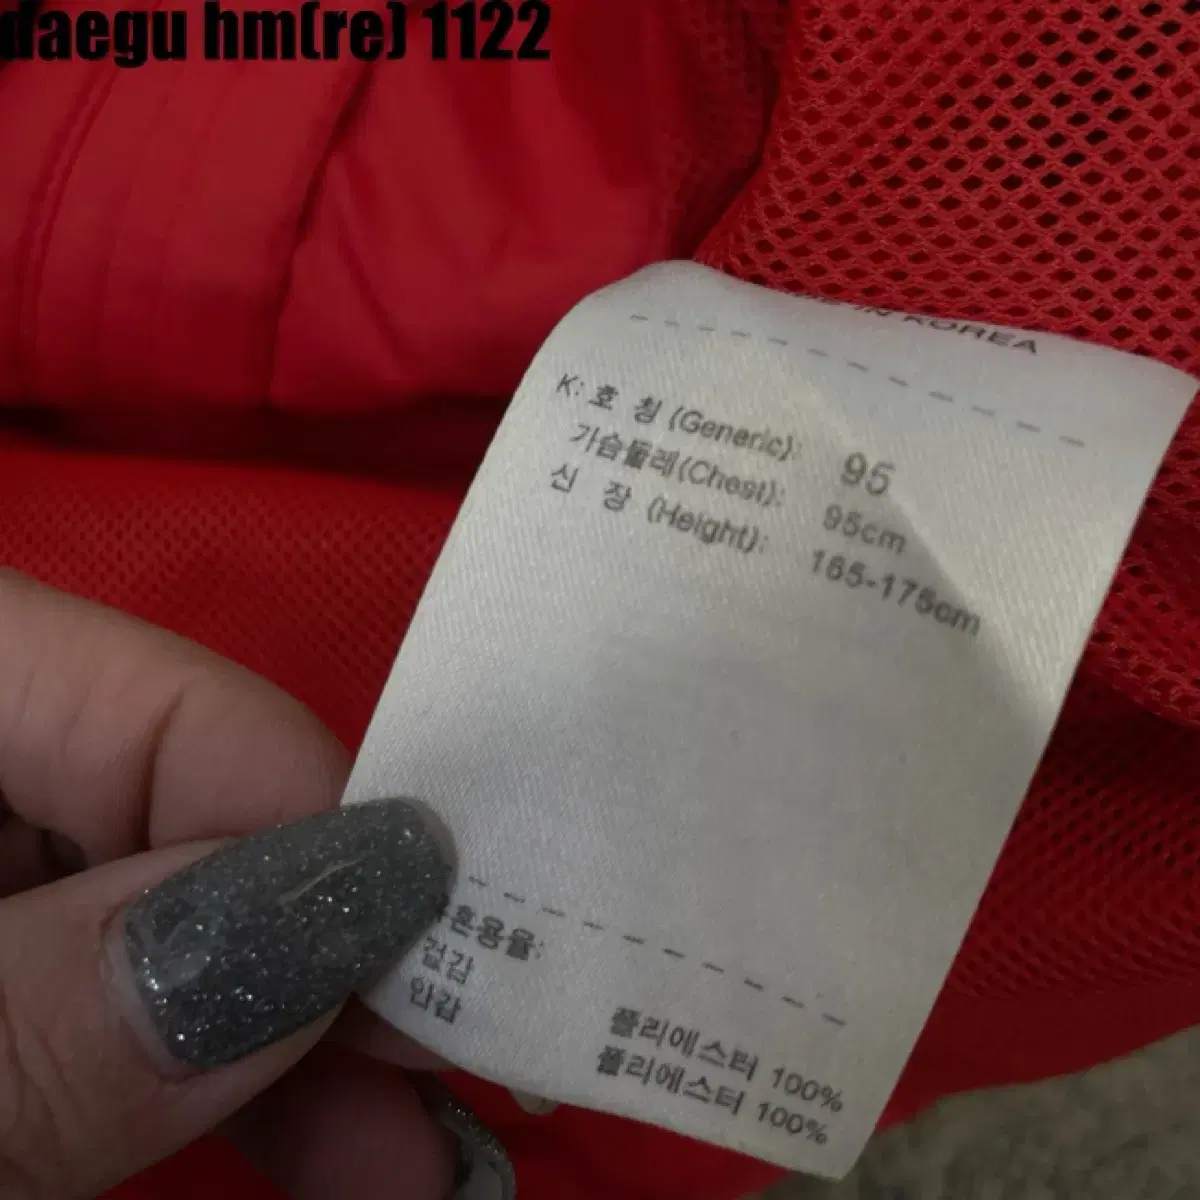 daegu hm(re) 1122
IN KOREA
K: 호 칭 (Generic): 95
가슴둘레(Chest): 95cm
신 장 (Height): 165-175cm
혼용율:
겉감 폴리에스터 100%
안감 폴리에스터 100%